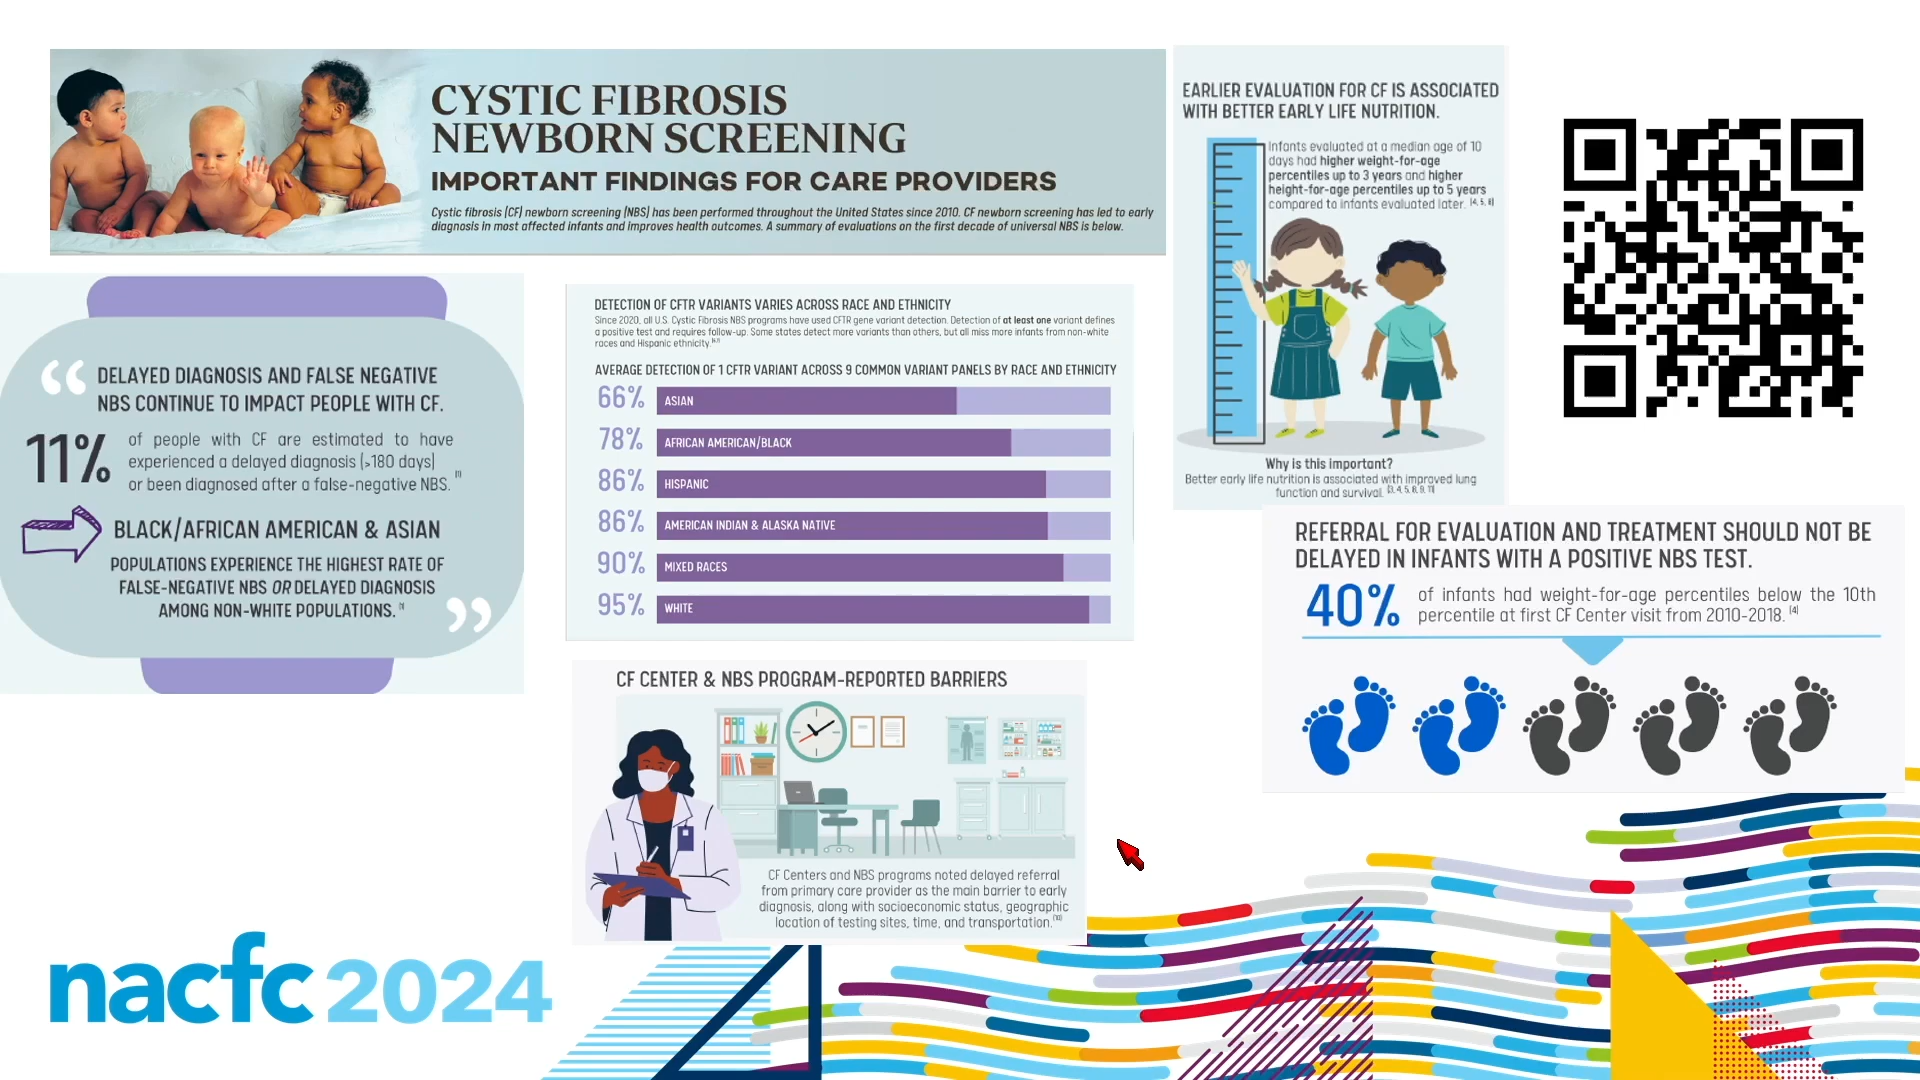 CYSTIC FIBROSIS
NEWBORN SCREENING
IMPORTANT FINDINGS FOR CARE PROVIDERS
Cystic fibrosis (CF) newborn screening (NBS) has been performed throughout the United States since 2010. CF newborn screening has led to early
diagnosis in most affected infants and improves health outcomes. A summary of evaluations on the first decade of universal NBS is below.
EARLIER EVALUATION FOR CF IS ASSOCIATED
WITH BETTER EARLY LIFE NUTRITION.
Infants evaluated at a median age of 10
days had higher weight-for-age
percentiles up to 3 years and higher
height-for-age percentiles up to 5 years
compared to infants evaluated later. [4, 5, 8]
Why is this important?
Better early life nutrition is associated with improved lung
function and survival. [3, 4, 5, 8, 9, 11]
“ DELAYED DIAGNOSIS AND FALSE NEGATIVE
NBS CONTINUE TO IMPACT PEOPLE WITH CF.
11% of people with CF are estimated to have
experienced a delayed diagnosis (>180 days)
or been diagnosed after a false-negative NBS. [1]
BLACK/AFRICAN AMERICAN & ASIAN
POPULATIONS EXPERIENCE THE HIGHEST RATE OF
FALSE-NEGATIVE NBS OR DELAYED DIAGNOSIS
AMONG NON-WHITE POPULATIONS. [1] ”
DETECTION OF CFTR VARIANTS VARIES ACROSS RACE AND ETHNICITY
Since 2020, all U.S. Cystic Fibrosis NBS programs have used CFTR gene variant detection. Detection of at least one variant defines
a positive test and requires follow-up. Some states detect more variants than others, but all miss more infants from non-white
races and Hispanic ethnicity.
AVERAGE DETECTION OF 1 CFTR VARIANT ACROSS 9 COMMON VARIANT PANELS BY RACE AND ETHNICITY
66% ASIAN
78% AFRICAN AMERICAN/BLACK
86% HISPANIC
86% AMERICAN INDIAN & ALASKA NATIVE
90% MIXED RACES
95% WHITE
REFERRAL FOR EVALUATION AND TREATMENT SHOULD NOT BE
DELAYED IN INFANTS WITH A POSITIVE NBS TEST.
40% of infants had weight-for-age percentiles below the 10th
percentile at first CF Center visit from 2010-2018. [4]
CF CENTER & NBS PROGRAM-REPORTED BARRIERS
CF Centers and NBS programs noted delayed referral
from primary care provider as the main barrier to early
diagnosis, along with socioeconomic status, geographic
location of testing sites, time, and transportation. [10]
nacfc 2024